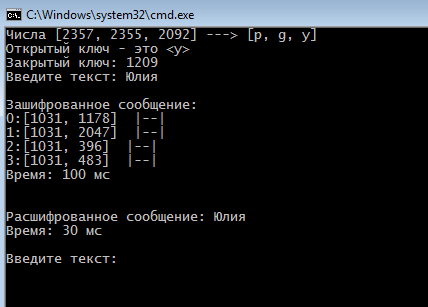 C:\Windows\system32\cmd.exe
Числа [2357, 2355, 2092] ---> [p, g, y]
Открытый ключ - это <y>
Закрытый ключ: 1209
Введите текст: Юлия
Зашифрованное сообщение:
0:[1031, 1178]  |--|
1:[1031, 2047]  |--|
2:[1031, 396]  |--|
3:[1031, 483]  |--|
Время: 100 мс
Расшифрованное сообщение: Юлия
Время: 30 мс
Введите текст: